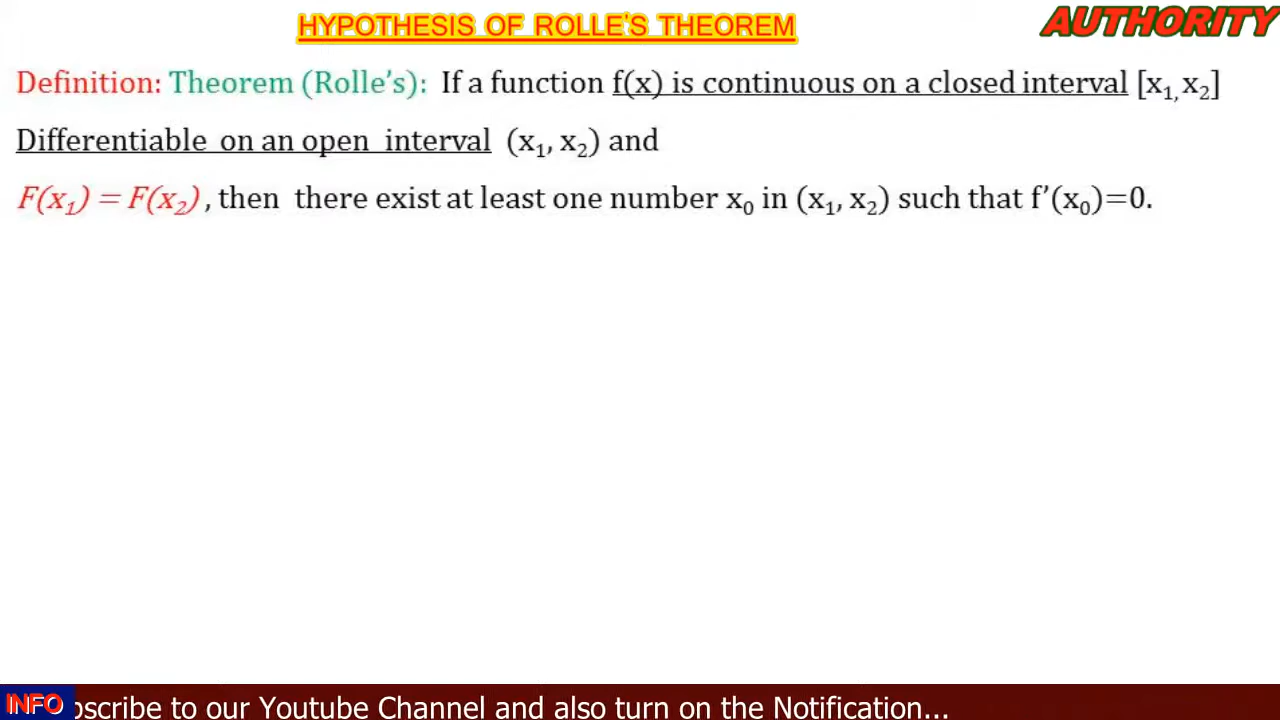 HYPOTHESIS OF ROLLE'S THEOREM
AUTHORITY
Definition: Theorem (Rolle’s): If a function f(x) is continuous on a closed interval [x₁, x₂]
Differentiable on an open interval (x₁, x₂) and
F(x₁) = F(x₂) , then there exist at least one number x₀ in (x₁, x₂) such that f’(x₀)=0.
INFO
bscribe to our Youtube Channel and also turn on the Notification...